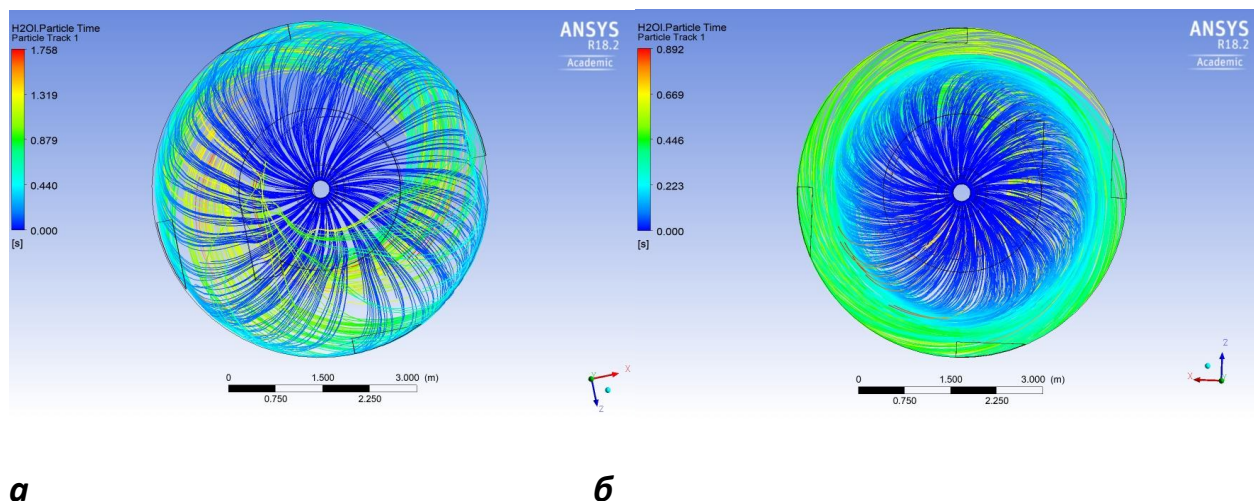 H2Ol.Particle Time
Particle Track 1
1.758
1.319
0.879
0.440
0.000
[s]
ANSYS
R18.2
Academic
0
1.500
3.000
(m)
0.750
2.250
X
Z
H2Ol.Particle Time
Particle Track 1
0.892
0.669
0.446
0.223
0.000
[s]
ANSYS
R18.2
Academic
0
1.500
3.000
(m)
0.750
2.250
Z
X
а
б